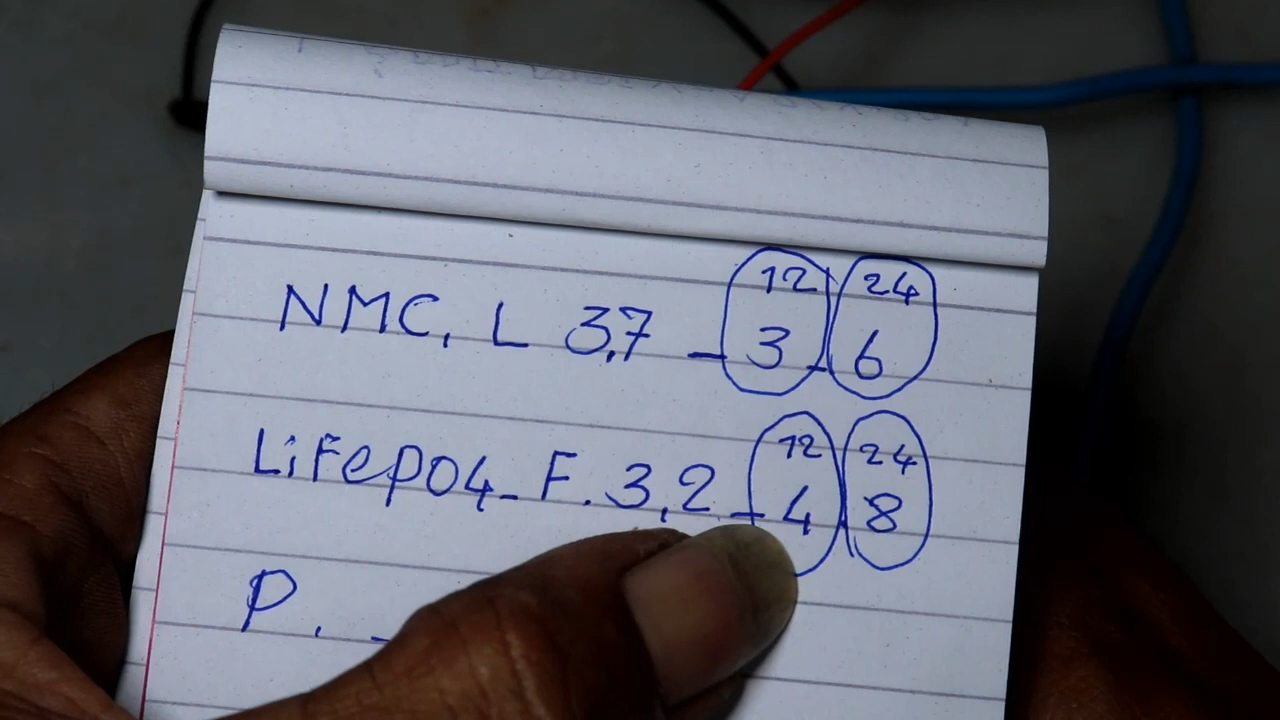 12 24
NMC, L 3,7 - 3 - 6
12 24
Lifepo4 - F. 3,2 - 4 8
P. -